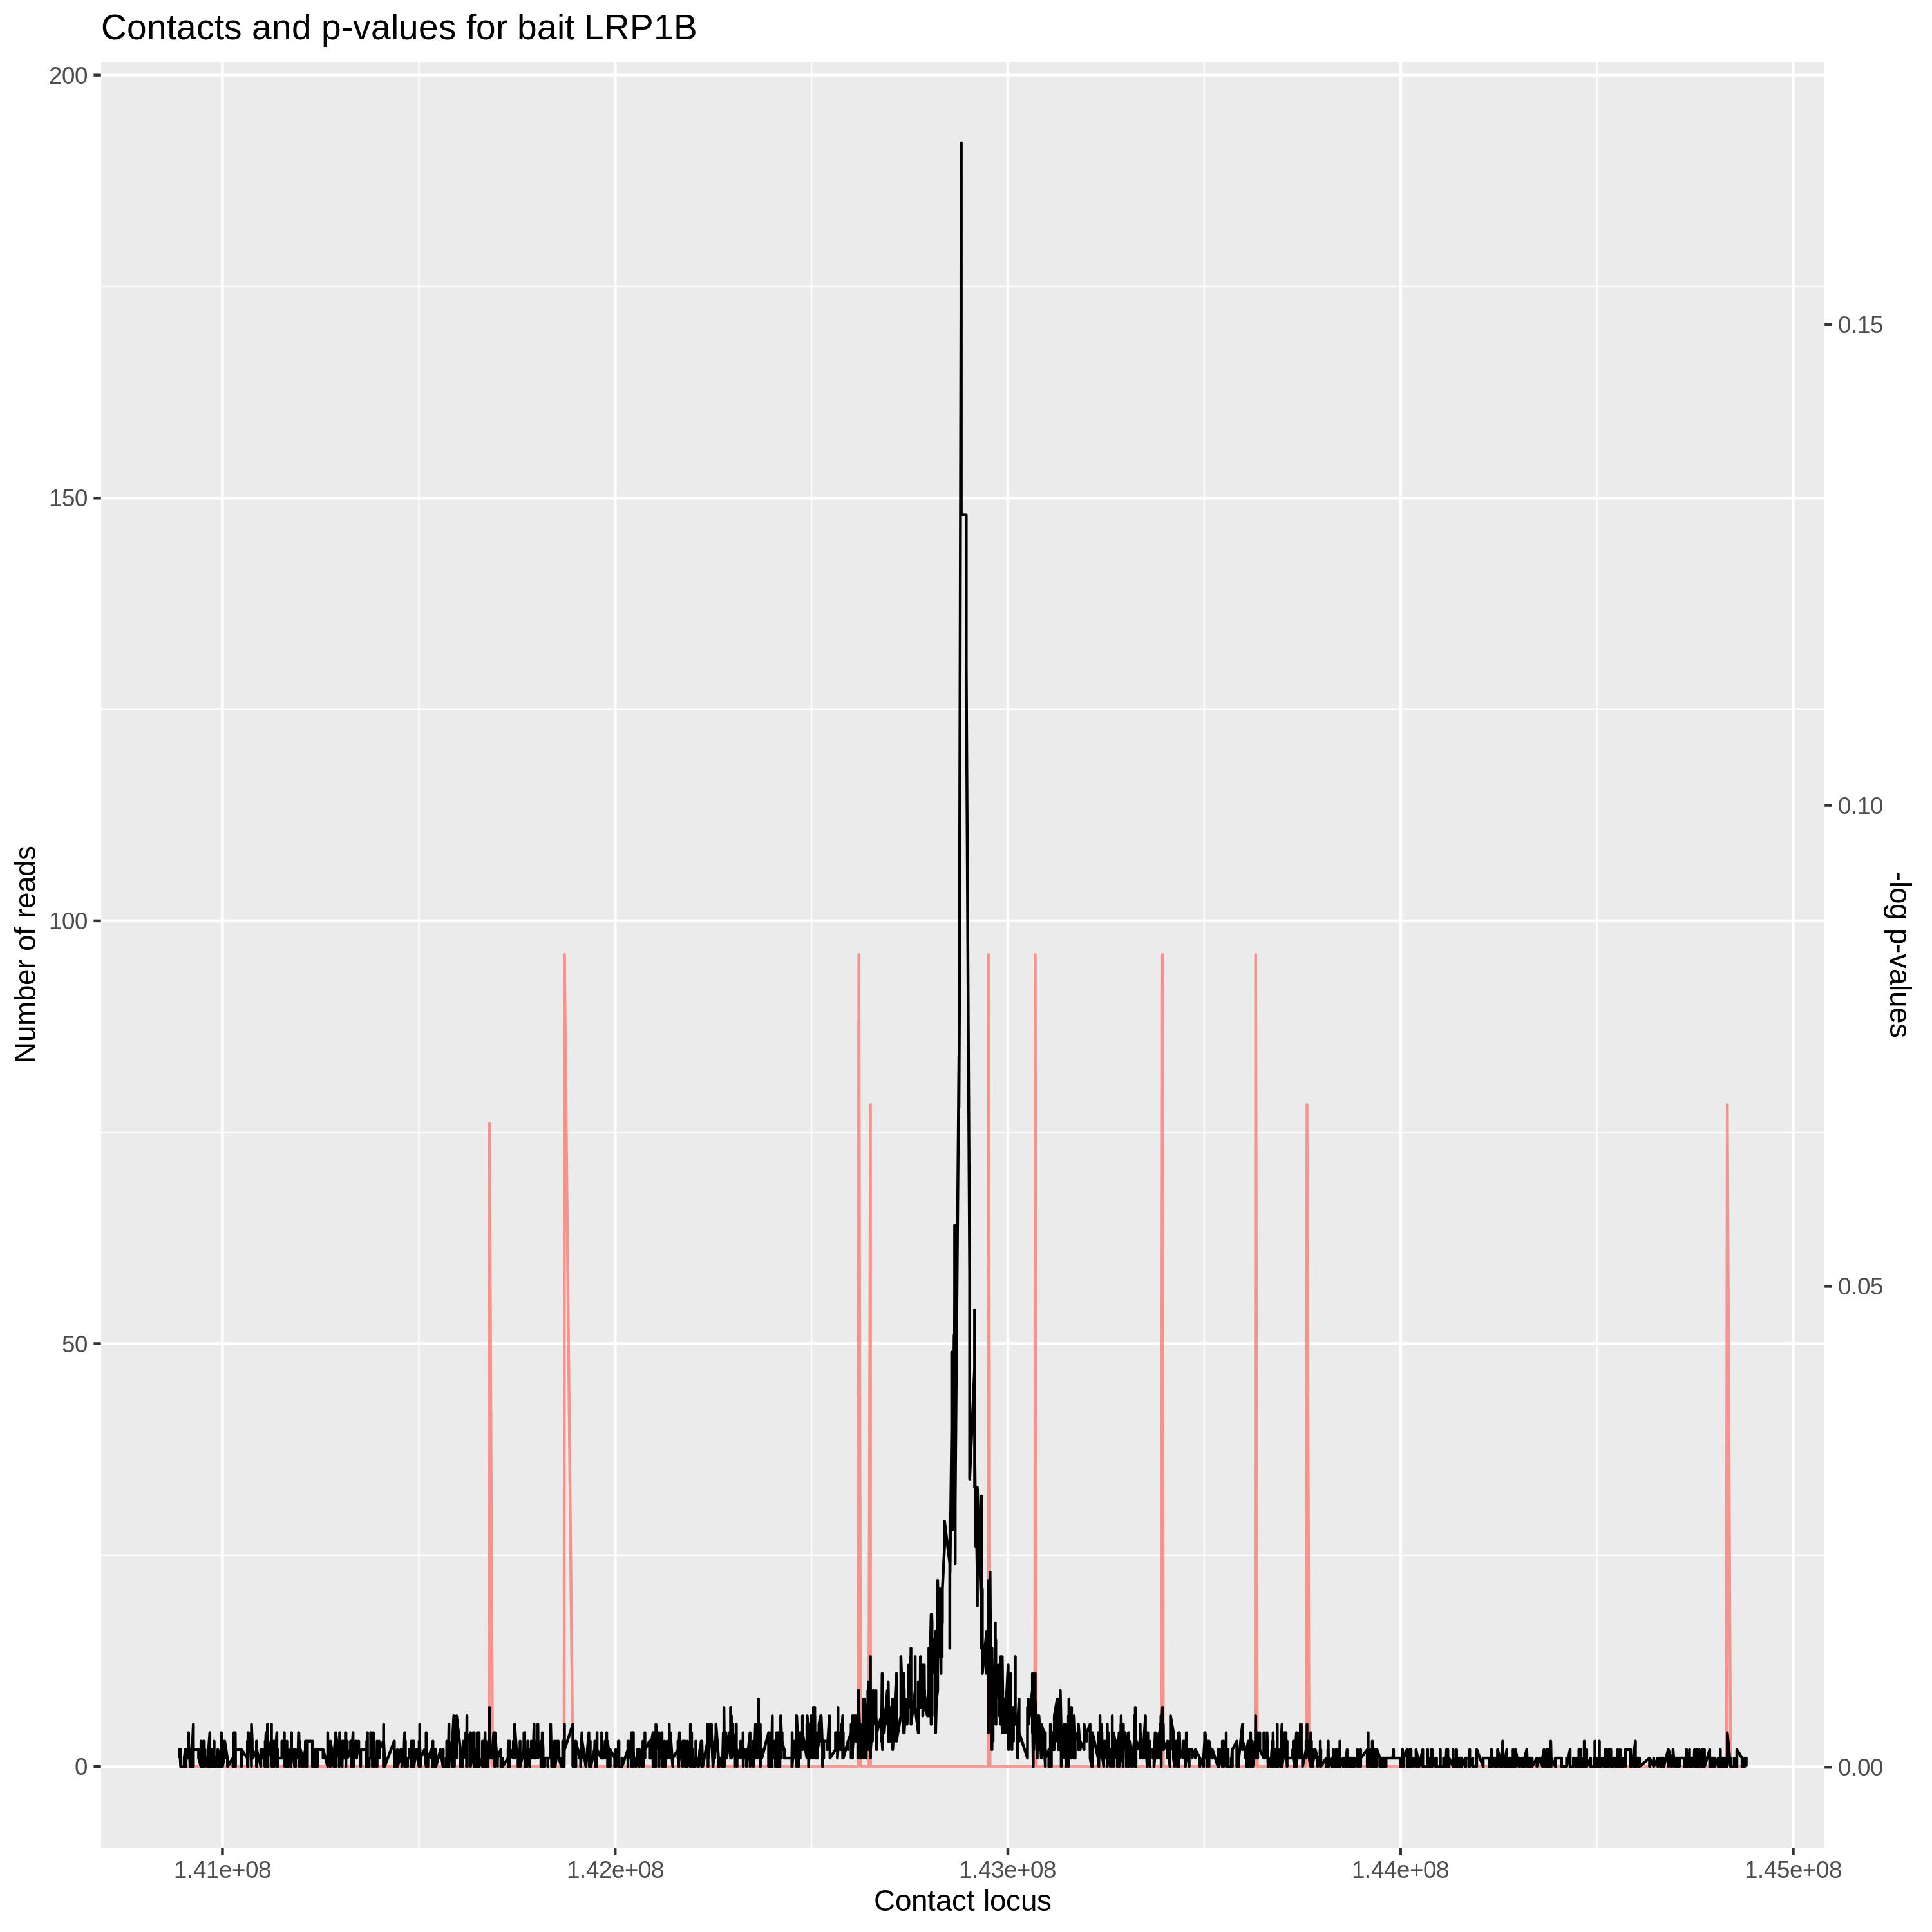 Contacts and p-values for bait LRP1B
200
150
100
50
0
Number of reads
0.15
0.10
0.05
0.00
-log p-values
1.41e+08
1.42e+08
1.43e+08
1.44e+08
1.45e+08
Contact locus